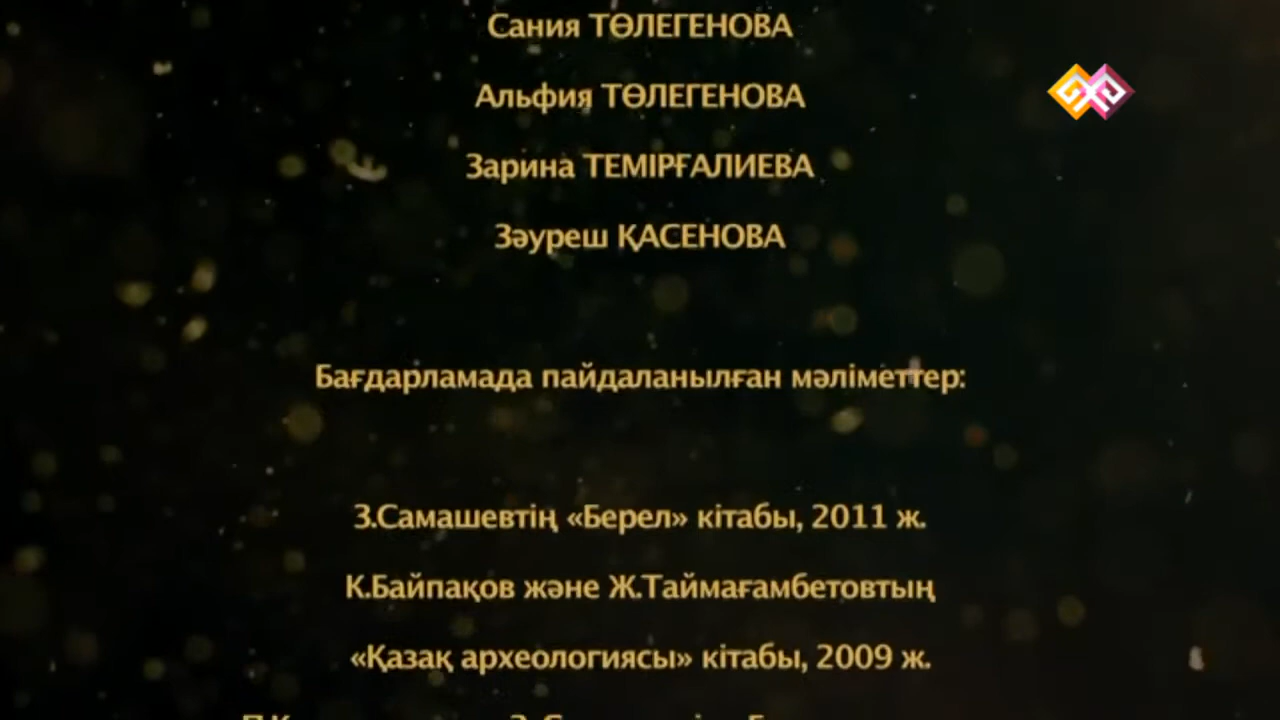 Сания ТӨЛЕГЕНОВА
Альфия ТӨЛЕГЕНОВА
Зарина ТЕМІРҒАЛИЕВА
Зәуреш ҚАСЕНОВА
Бағдарламада пайдаланылған мәліметтер:
З.Самашевтің «Берел» кітабы, 2011 ж.
К.Байпақов және Ж.Таймағамбетовтың
«Қазақ археологиясы» кітабы, 2009 ж.